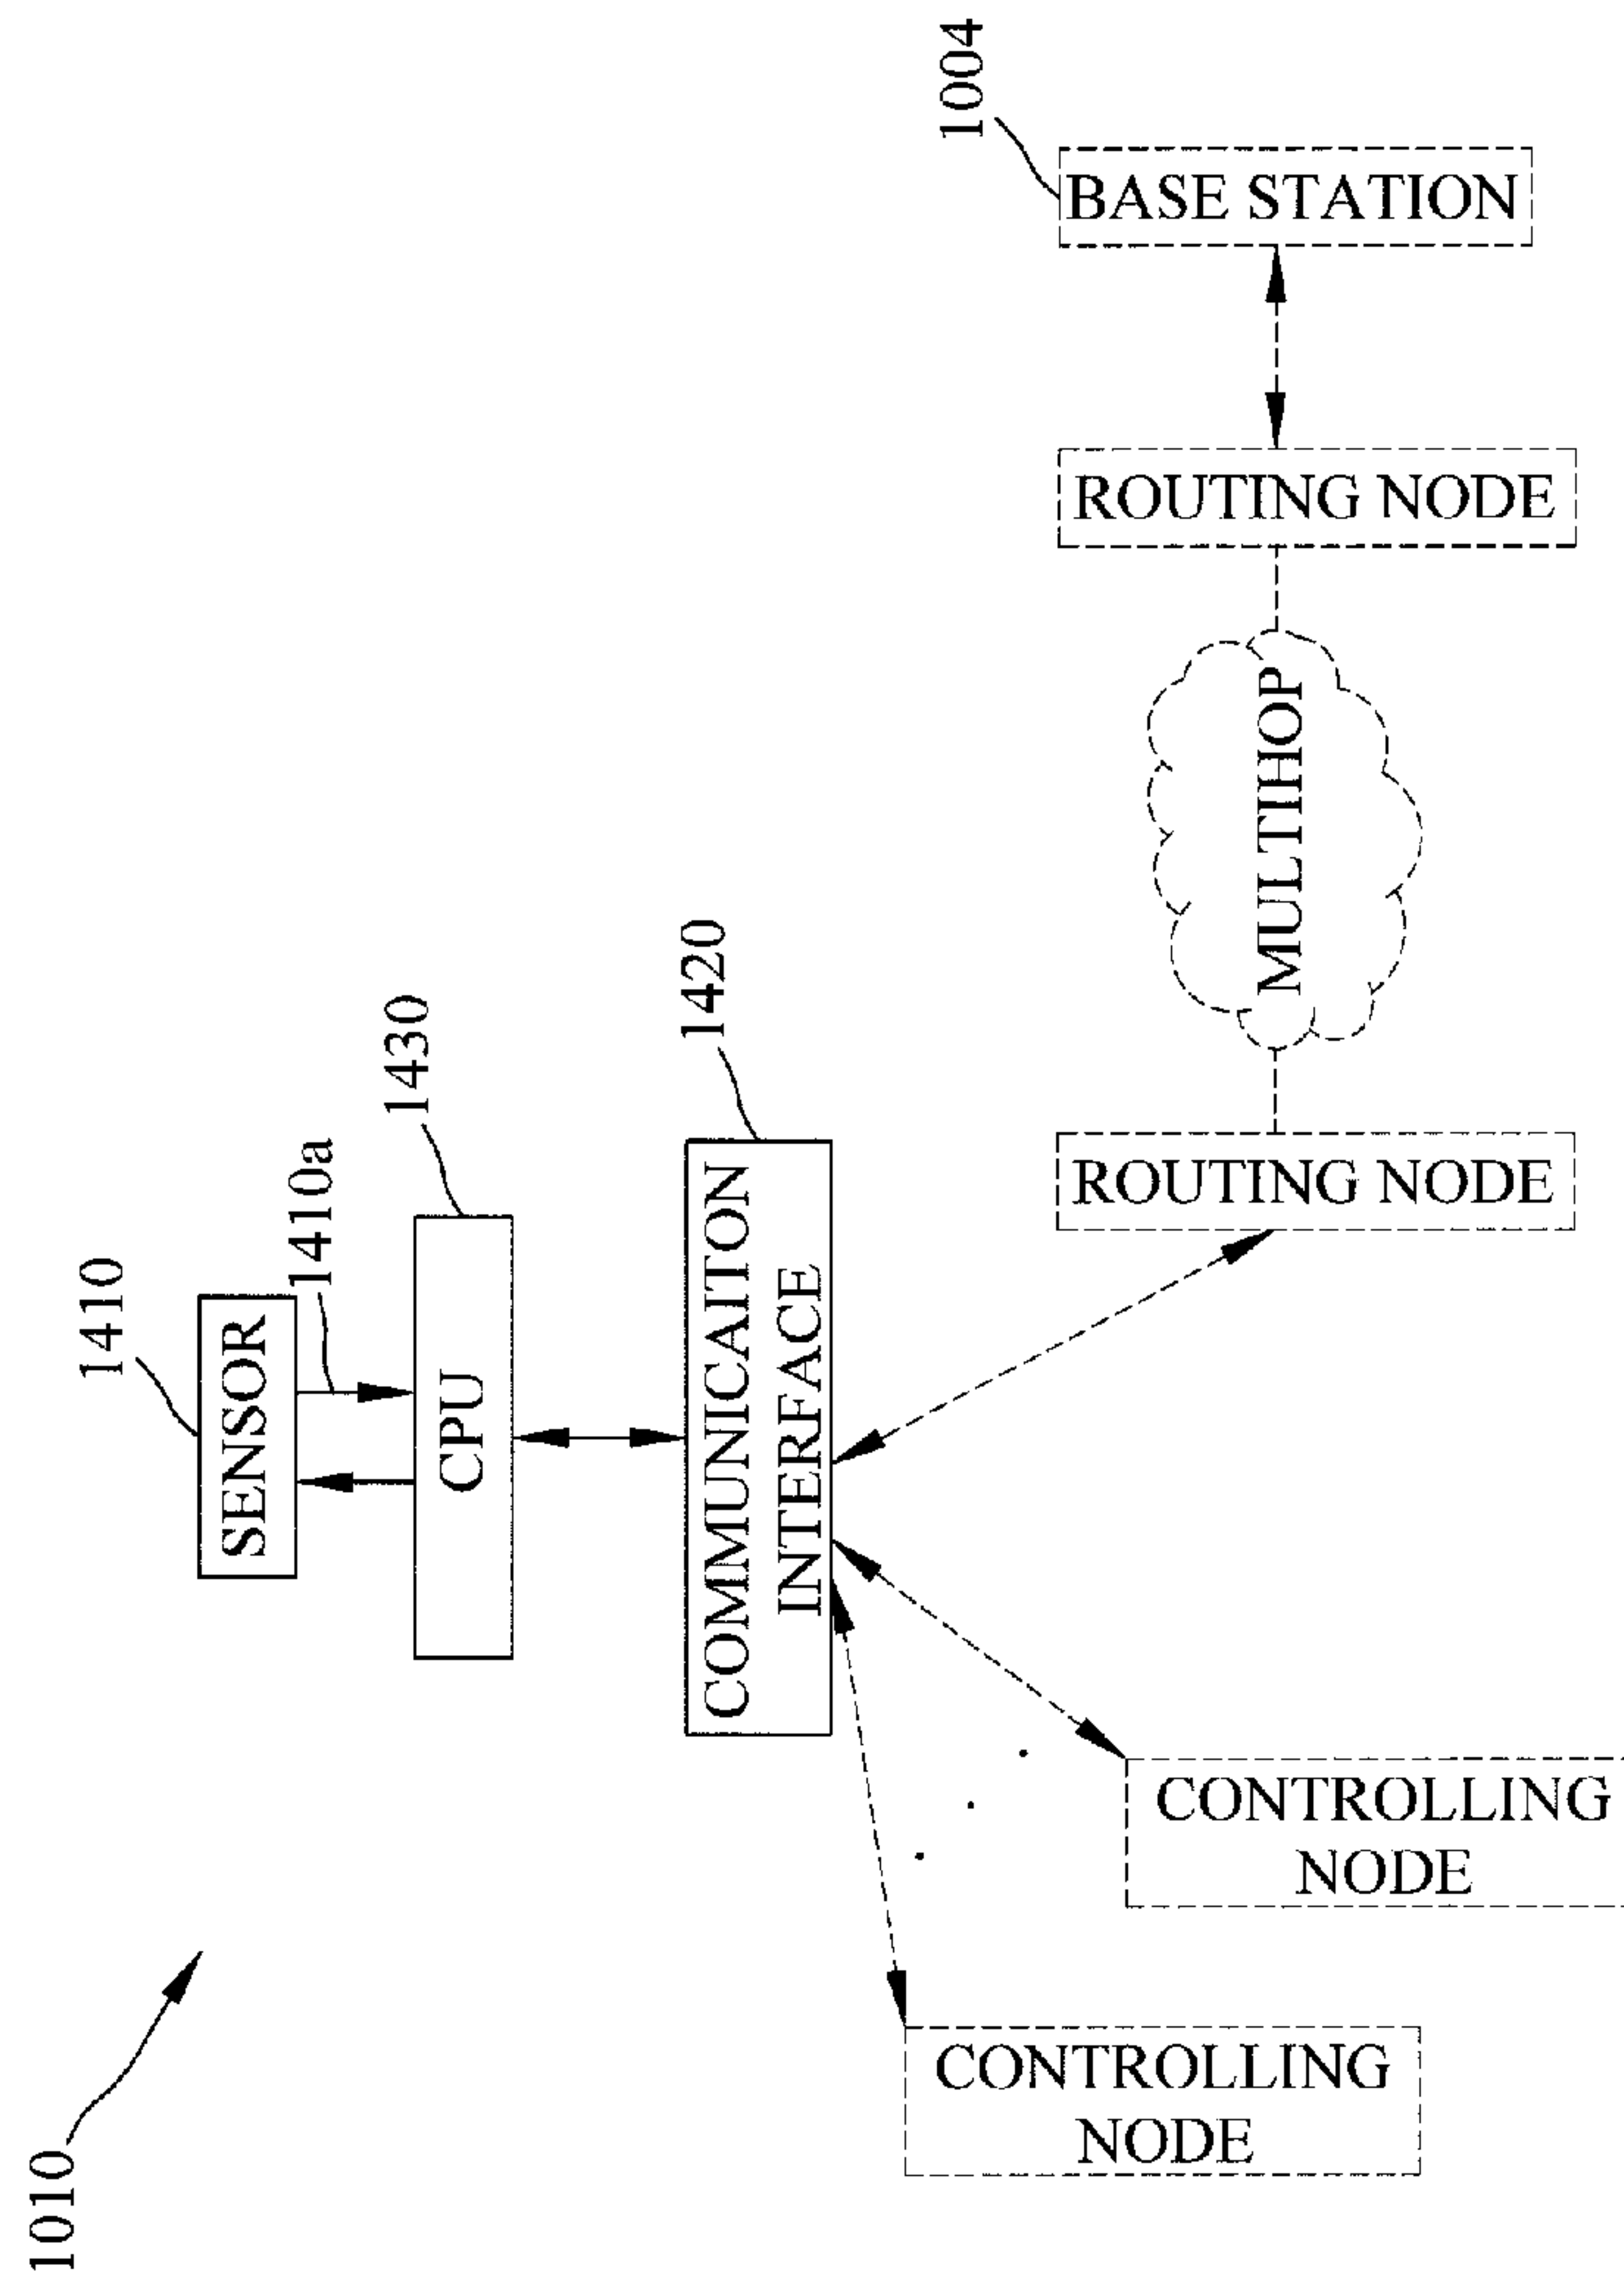 1010
1410
SENSOR
1410a
1430
CPU
1420
COMMUNICAITON
INTERFACE
1004
BASE STATION
ROUTING NODE
MULTIHOP
ROUTING NODE
CONTROLLING
NODE
CONTROLLING
NODE